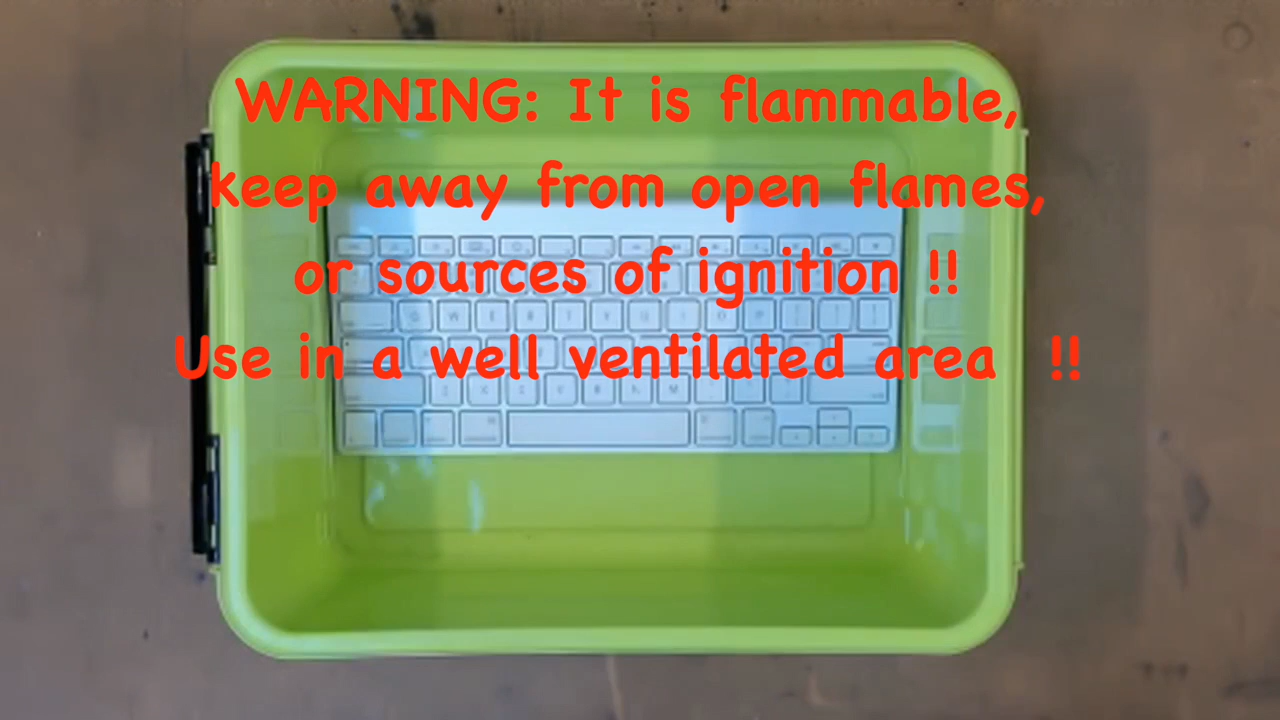 WARNING: It is flammable,
keep away from open flames,
or sources of ignition !!
Use in a well ventilated area !!